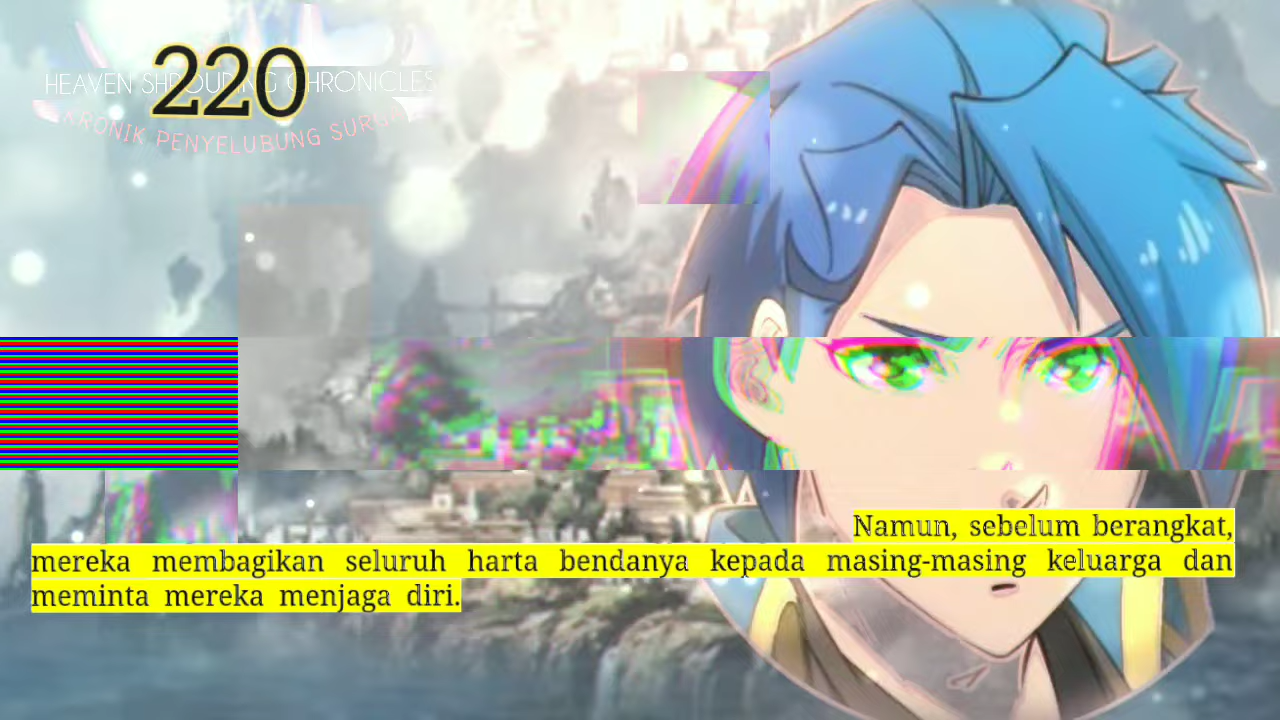 220
HEAVEN SHROUDING CHRONICLES
KRONIK PENYELUBUNG SURGA
Namun, sebelum berangkat,
mereka membagikan seluruh harta bendanya kepada masing-masing keluarga dan
meminta mereka menjaga diri.